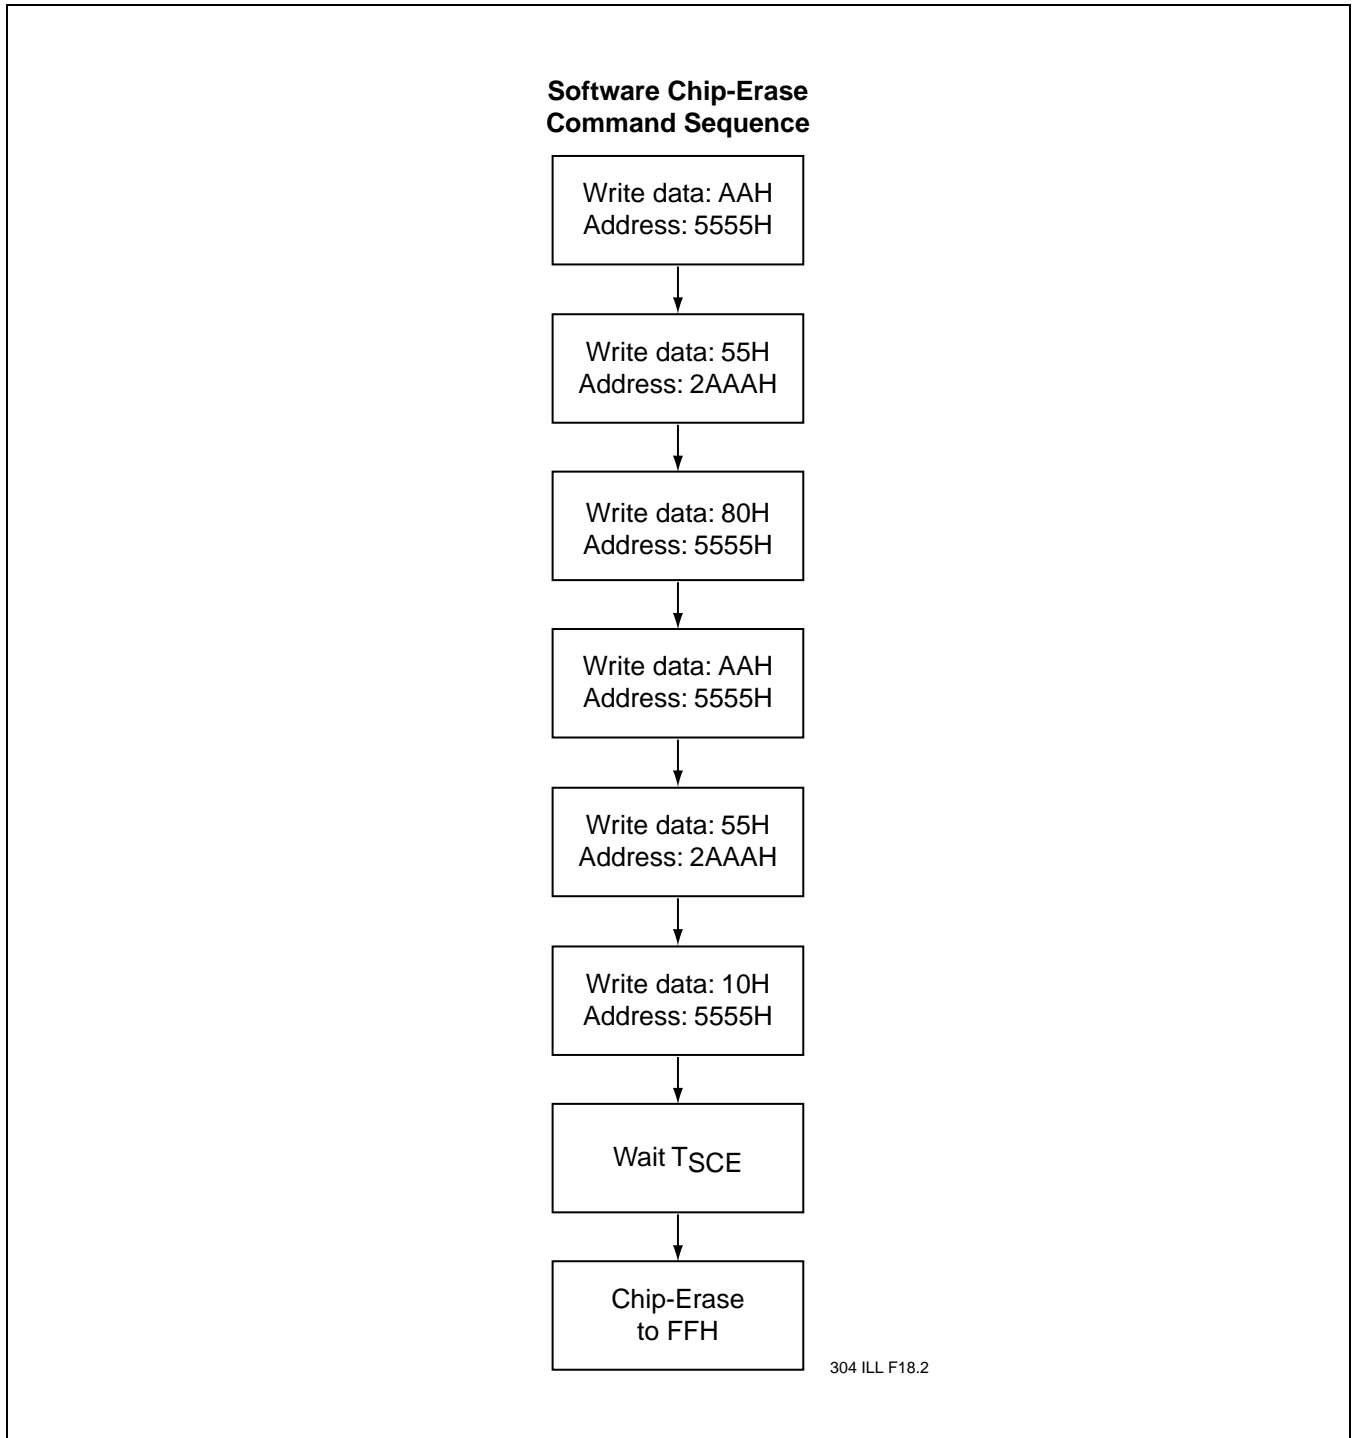 Software Chip-Erase
Command Sequence
Write data: AAH
Address: 5555H
Write data: 55H
Address: 2AAAH
Write data: 80H
Address: 5555H
Write data: AAH
Address: 5555H
Write data: 55H
Address: 2AAAH
Write data: 10H
Address: 5555H
Wait TSCE
Chip-Erase
to FFH
304 ILL F18.2